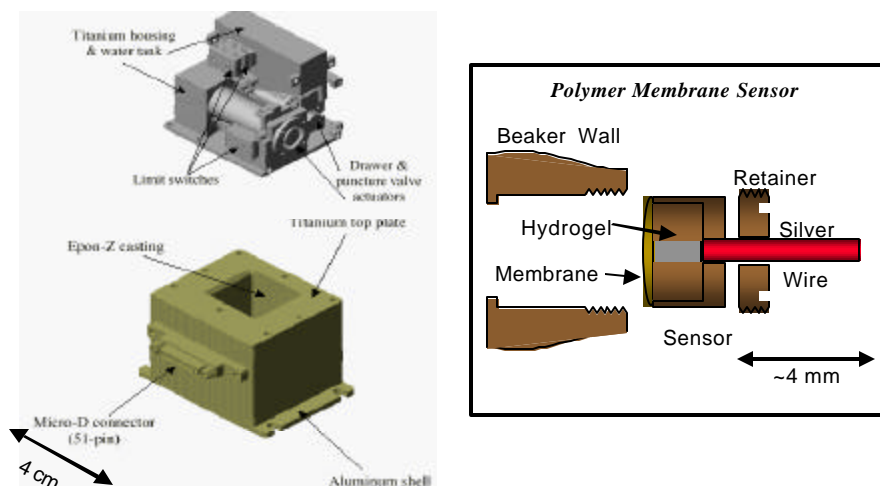 Titanium housing
& water tank
Limit switches
Drawer &
puncture valve
actuators
Titanium top plate
Epon-Z casting
Micro-D connector
(51-pin)
Aluminum shell
4 cm
Polymer Membrane Sensor
Beaker Wall
Retainer
Hydrogel
Silver
Membrane
Wire
Sensor
~4 mm